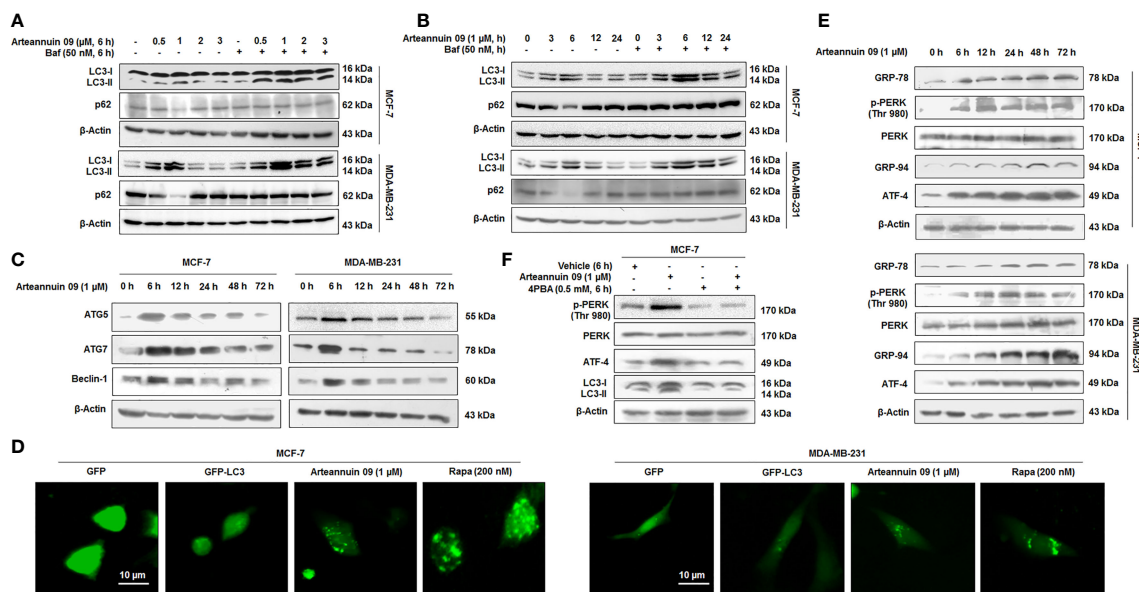 A
Arteannuin 09 (µM, 6 h) - 0.5 1 2 3 - 0.5 1 2 3
Baf (50 nM, 6 h) - - - - - + + + + +
LC3-I 16 kDa
LC3-II 14 kDa
p62 62 kDa
β-Actin 43 kDa
MCF-7
LC3-I 16 kDa
LC3-II 14 kDa
p62 62 kDa
β-Actin 43 kDa
MDA-MB-231
B
Arteannuin 09 (1 µM, h) 0 3 6 12 24 0 3 6 12 24
Baf (50 nM, h) - - - - - + + + + +
LC3-I 16 kDa
LC3-II 14 kDa
p62 62 kDa
β-Actin 43 kDa
MCF-7
LC3-I 16 kDa
LC3-II 14 kDa
p62 62 kDa
β-Actin 43 kDa
MDA-MB-231
E
Arteannuin 09 (1 µM) 0 h 6 h 12 h 24 h 48 h 72 h
GRP-78 78 kDa
p-PERK
(Thr 980) 170 kDa
PERK 170 kDa
GRP-94 94 kDa
ATF-4 49 kDa
β-Actin 43 kDa
GRP-78 78 kDa
p-PERK
(Thr 980) 170 kDa
PERK 170 kDa
GRP-94 94 kDa
ATF-4 49 kDa
β-Actin 43 kDa
MDA-MB-231
C
MCF-7 MDA-MB-231
Arteannuin 09 (1 µM) 0 h 6 h 12 h 24 h 48 h 72 h 0 h 6 h 12 h 24 h 48 h 72 h
ATG5 55 kDa
ATG7 78 kDa
Beclin-1 60 kDa
β-Actin 43 kDa
F
MCF-7
Vehicle (6 h) + - - -
Arteannuin 09 (1 µM) - + - +
4PBA (0.5 mM, 6 h) - - + +
p-PERK
(Thr 980) 170 kDa
PERK 170 kDa
ATF-4 49 kDa
LC3-I 16 kDa
LC3-II 14 kDa
β-Actin 43 kDa
D
MCF-7 MDA-MB-231
GFP GFP-LC3 Arteannuin 09 (1 µM) Rapa (200 nM) GFP GFP-LC3 Arteannuin 09 (1 µM) Rapa (200 nM)
10 µm 10 µm